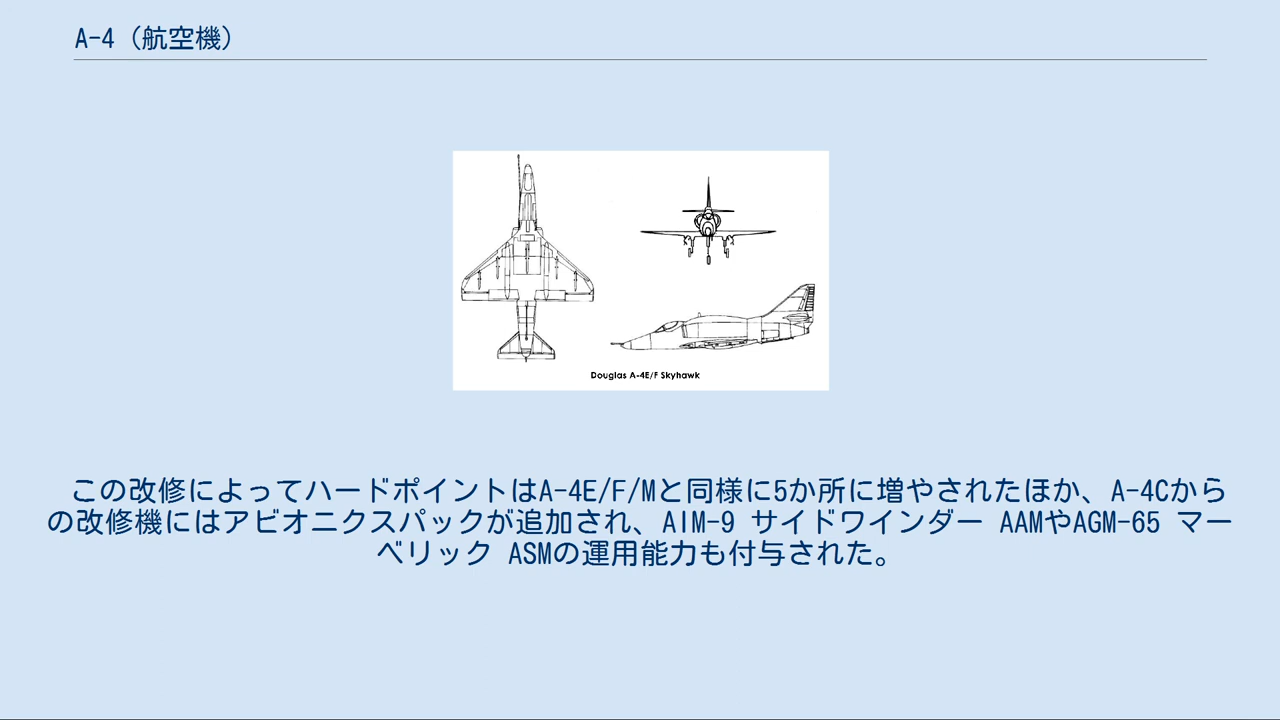 A-4（航空機）
Douglas A-4E/F Skyhawk
この改修によってハードポイントはA-4E/F/Mと同様に5か所に増やされたほか、A-4Cから
の改修機にはアビオニクスパックが追加され、AIM-9 サイドワインダー AAMやAGM-65 マー
ベリック ASMの運用能力も付与された。